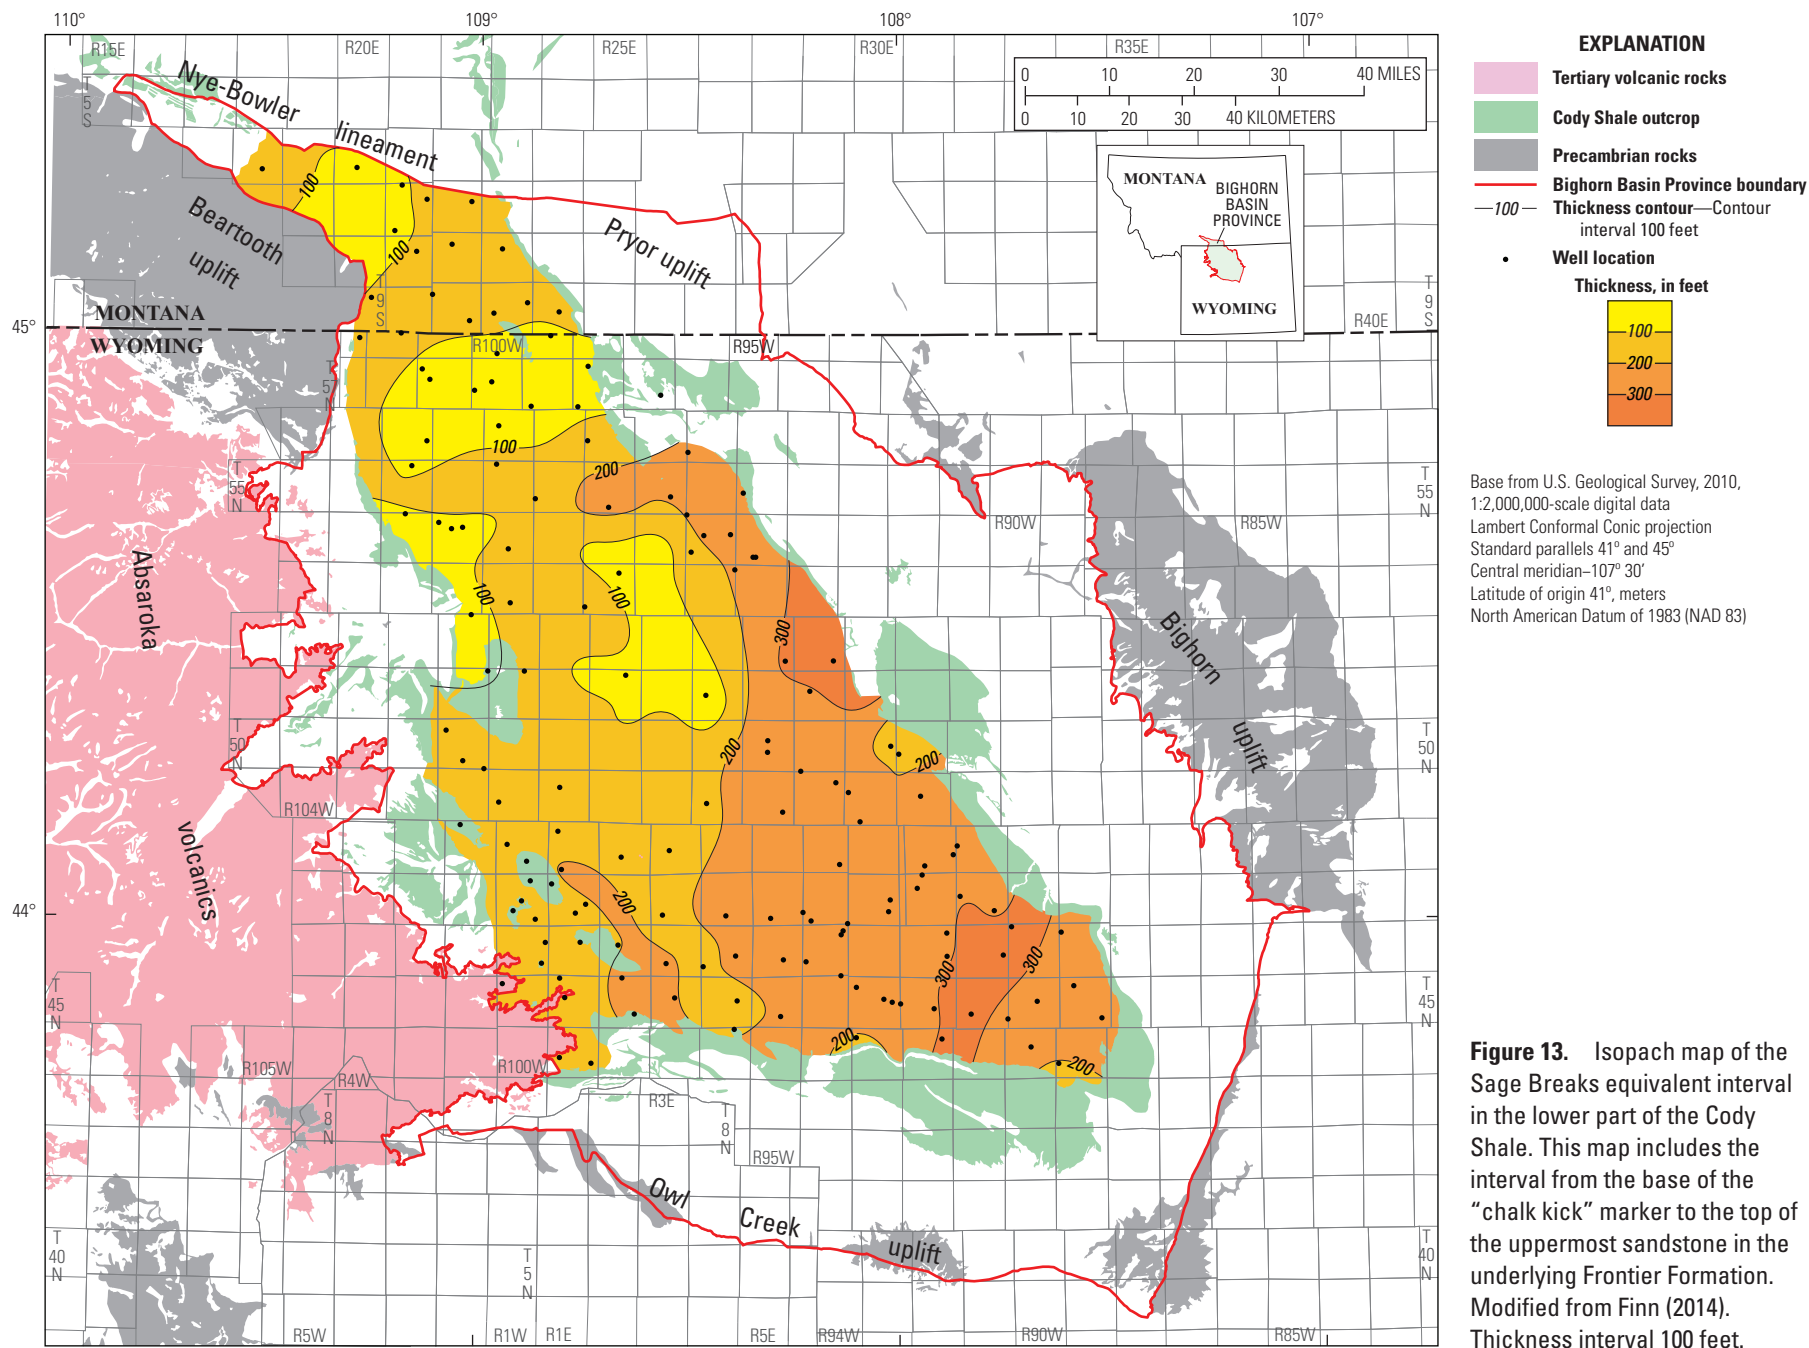 110°
109°
108°
107°
R15E
R20E
R25E
R30E
R35E
T
5
S
Nye-Bowler
lineament
0 10 20 30 40 MILES
0 10 20 30 40 KILOMETERS
MONTANA
BIGHORN
BASIN
PROVINCE
WYOMING
100
Beartooth
uplift
100
Pryor uplift
T
9
S
T
9
S
MONTANA
45°
WYOMING
R40E
R100W
R95W
T
57
N
100
200
T
55
N
T
55
N
R90W
R85W
Absaroka
volcanics
100
100
300
Bighorn
uplift
T
50
N
T
50
N
200
200
R104W
44°
200
300
300
T
45
N
T
45
N
200
200
R105W
R4W
R100W
T
8
N
R3E
T
8
N
R95W
Owl
Creek
uplift
T
40
N
T
5
N
T
40
N
R5W
R1W
R1E
R5E
R94W
R90W
R85W
EXPLANATION
Tertiary volcanic rocks
Cody Shale outcrop
Precambrian rocks
Bighorn Basin Province boundary
100 Thickness contour—Contour
interval 100 feet
Well location
Thickness, in feet
100
200
300
Base from U.S. Geological Survey, 2010,
1:2,000,000-scale digital data
Lambert Conformal Conic projection
Standard parallels 41° and 45°
Central meridian–107° 30′
Latitude of origin 41°, meters
North American Datum of 1983 (NAD 83)
Figure 13. Isopach map of the
Sage Breaks equivalent interval
in the lower part of the Cody
Shale. This map includes the
interval from the base of the
“chalk kick” marker to the top of
the uppermost sandstone in the
underlying Frontier Formation.
Modified from Finn (2014).
Thickness interval 100 feet.